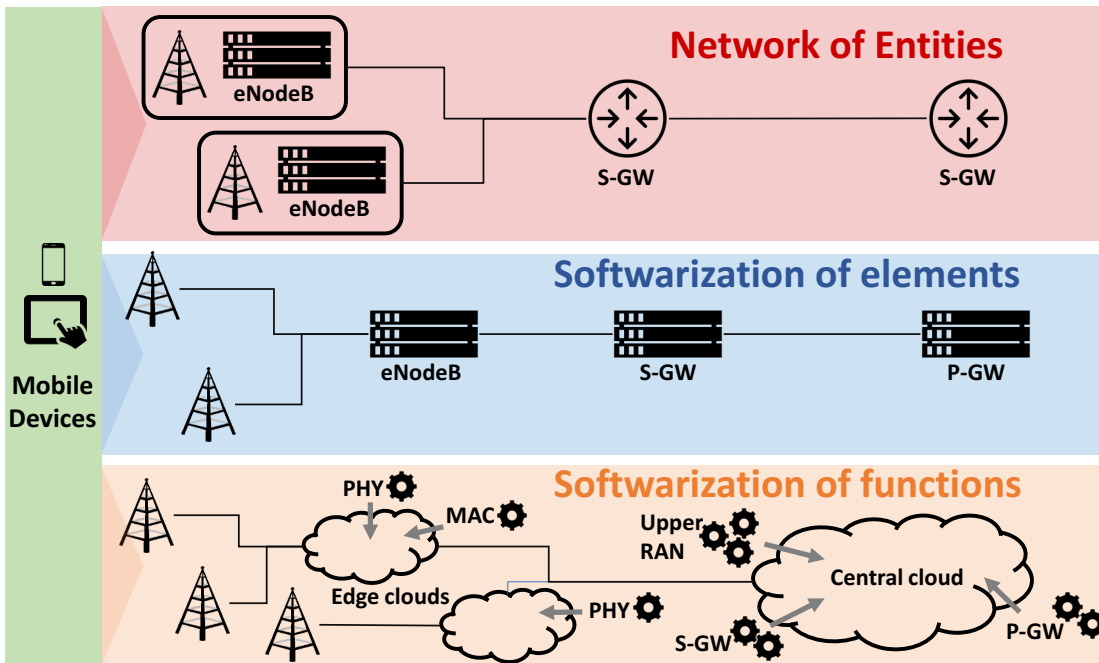 Network of Entities
eNodeB
eNodeB
S-GW
S-GW
Mobile
Devices
Softwarization of elements
eNodeB
S-GW
P-GW
Softwarization of functions
PHY
MAC
Upper
RAN
Edge clouds
Central cloud
PHY
S-GW
P-GW